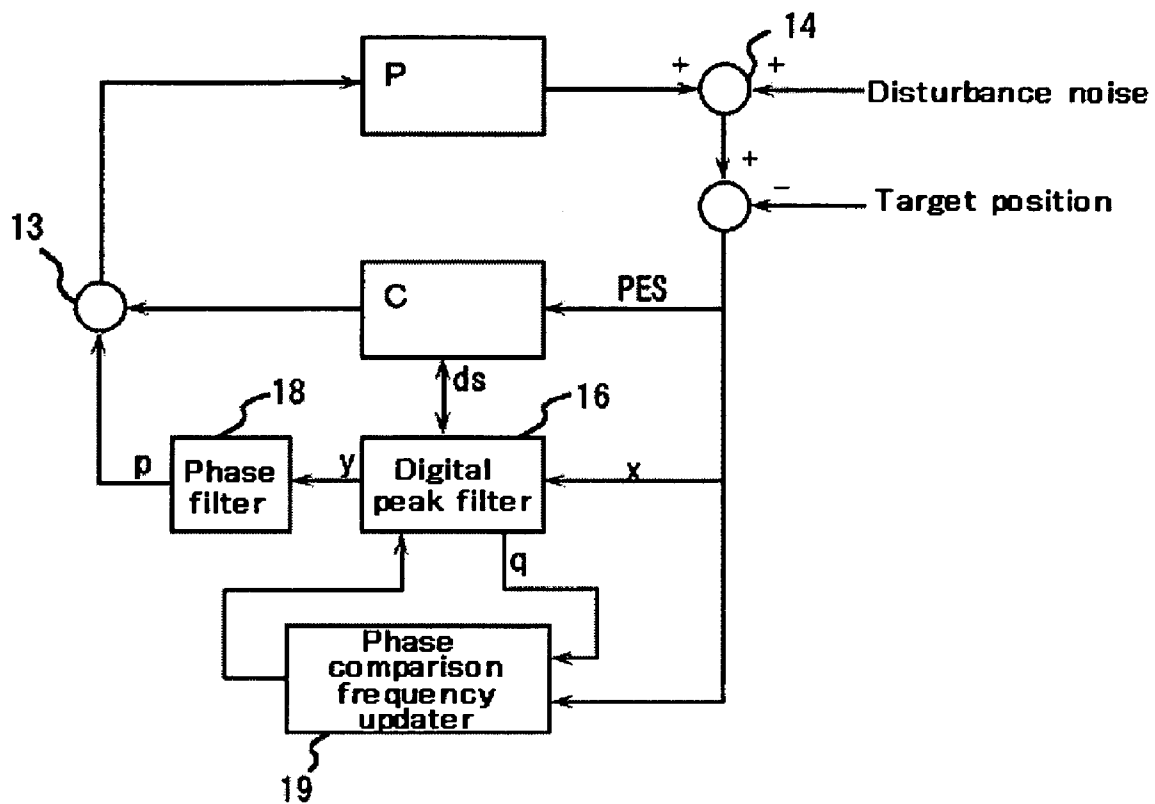 14
P
+
+
Disturbance noise
+
−
Target position
13
C
PES
ds
18
16
p
Phase
filter
y
Digital
peak filter
x
q
Phase
comparison
frequency
updater
19